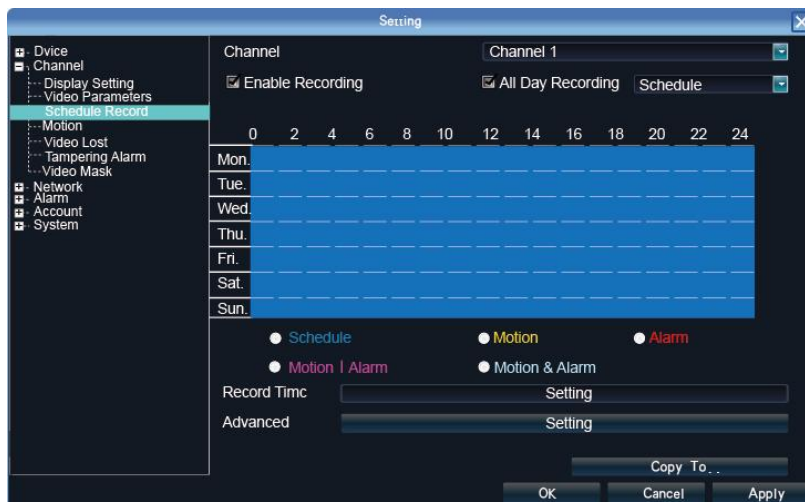 Setting
Dvice
Channel
Display Setting
Video Parameters
Schedule Record
Motion
Video Lost
Tampering Alarm
Video Mask
Network
Alarm
Account
System
Channel Channel 1
Enable Recording All Day Recording Schedule
0 2 4 6 8 10 12 14 16 18 20 22 24
Mon.
Tue.
Wed.
Thu.
Fri.
Sat.
Sun.
Schedule Motion Alarm
Motion | Alarm Motion & Alarm
Record Timc Setting
Advanced Setting
Copy To..
OK Cancel Apply